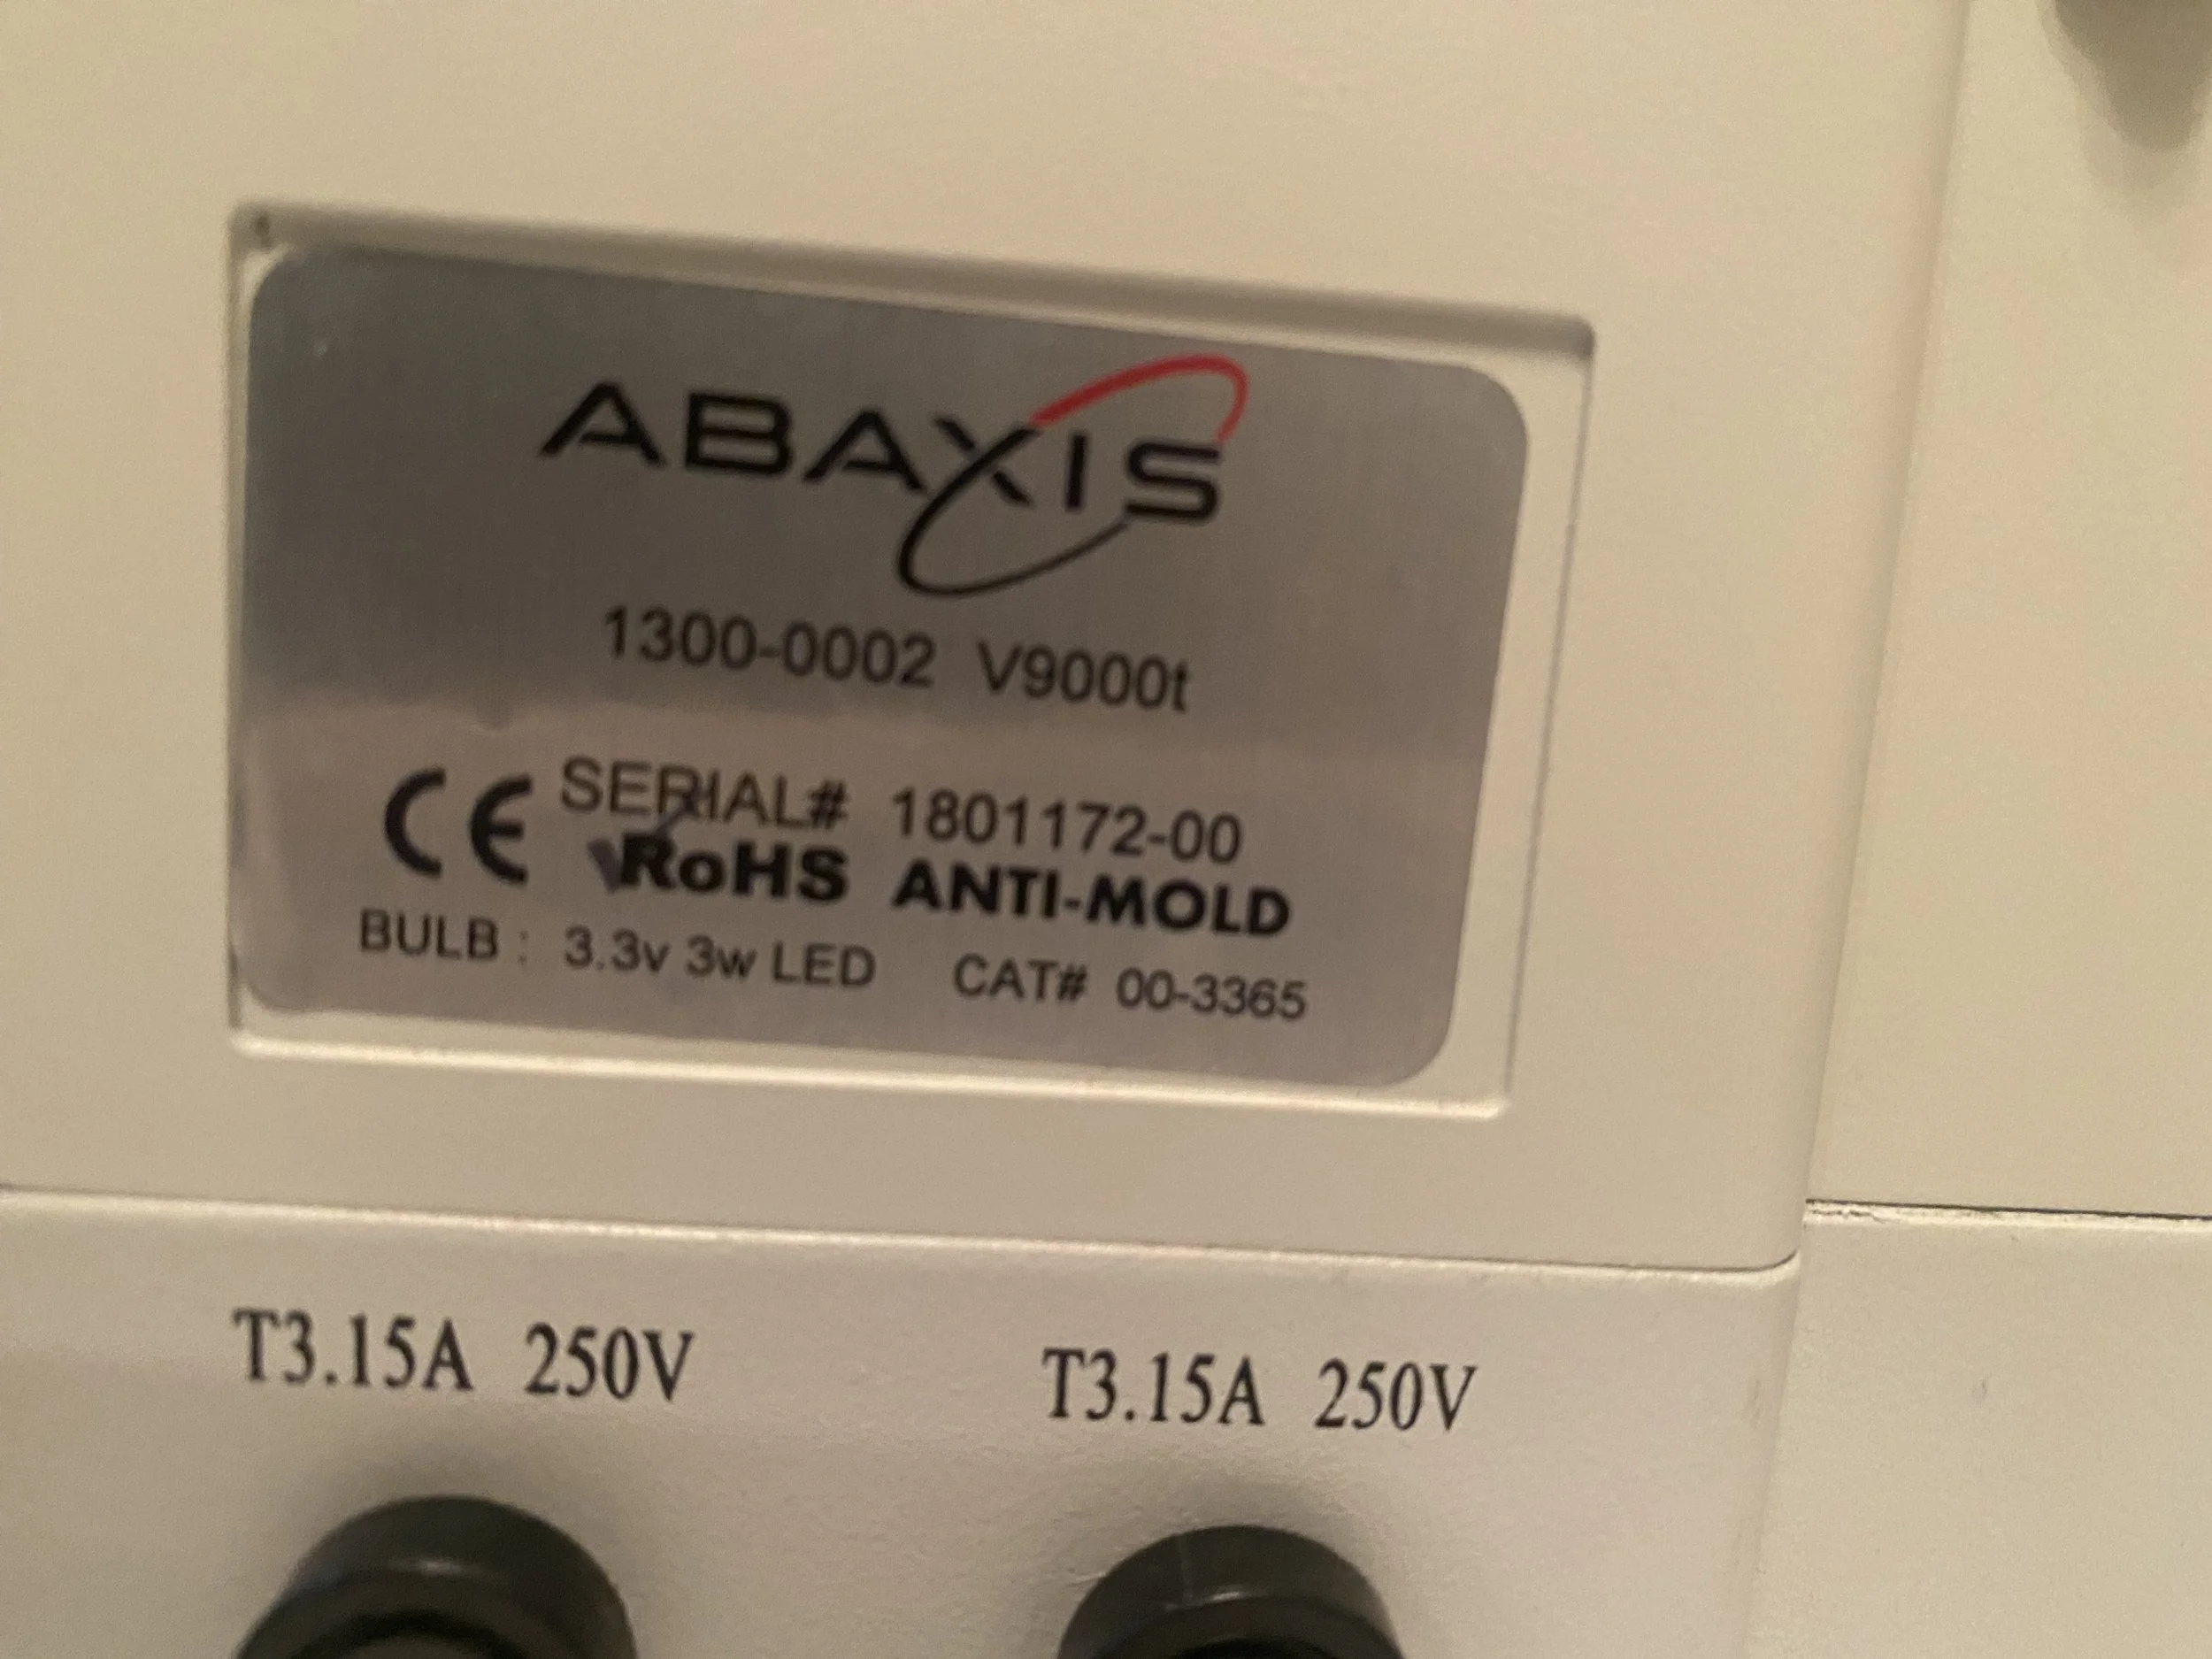 ABAXIS
1300-0002 V9000t
CE SERIAL# 1801172-00
RoHS ANTI-MOLD
BULB : 3.3v 3w LED CAT# 00-3365
T3.15A 250V T3.15A 250V